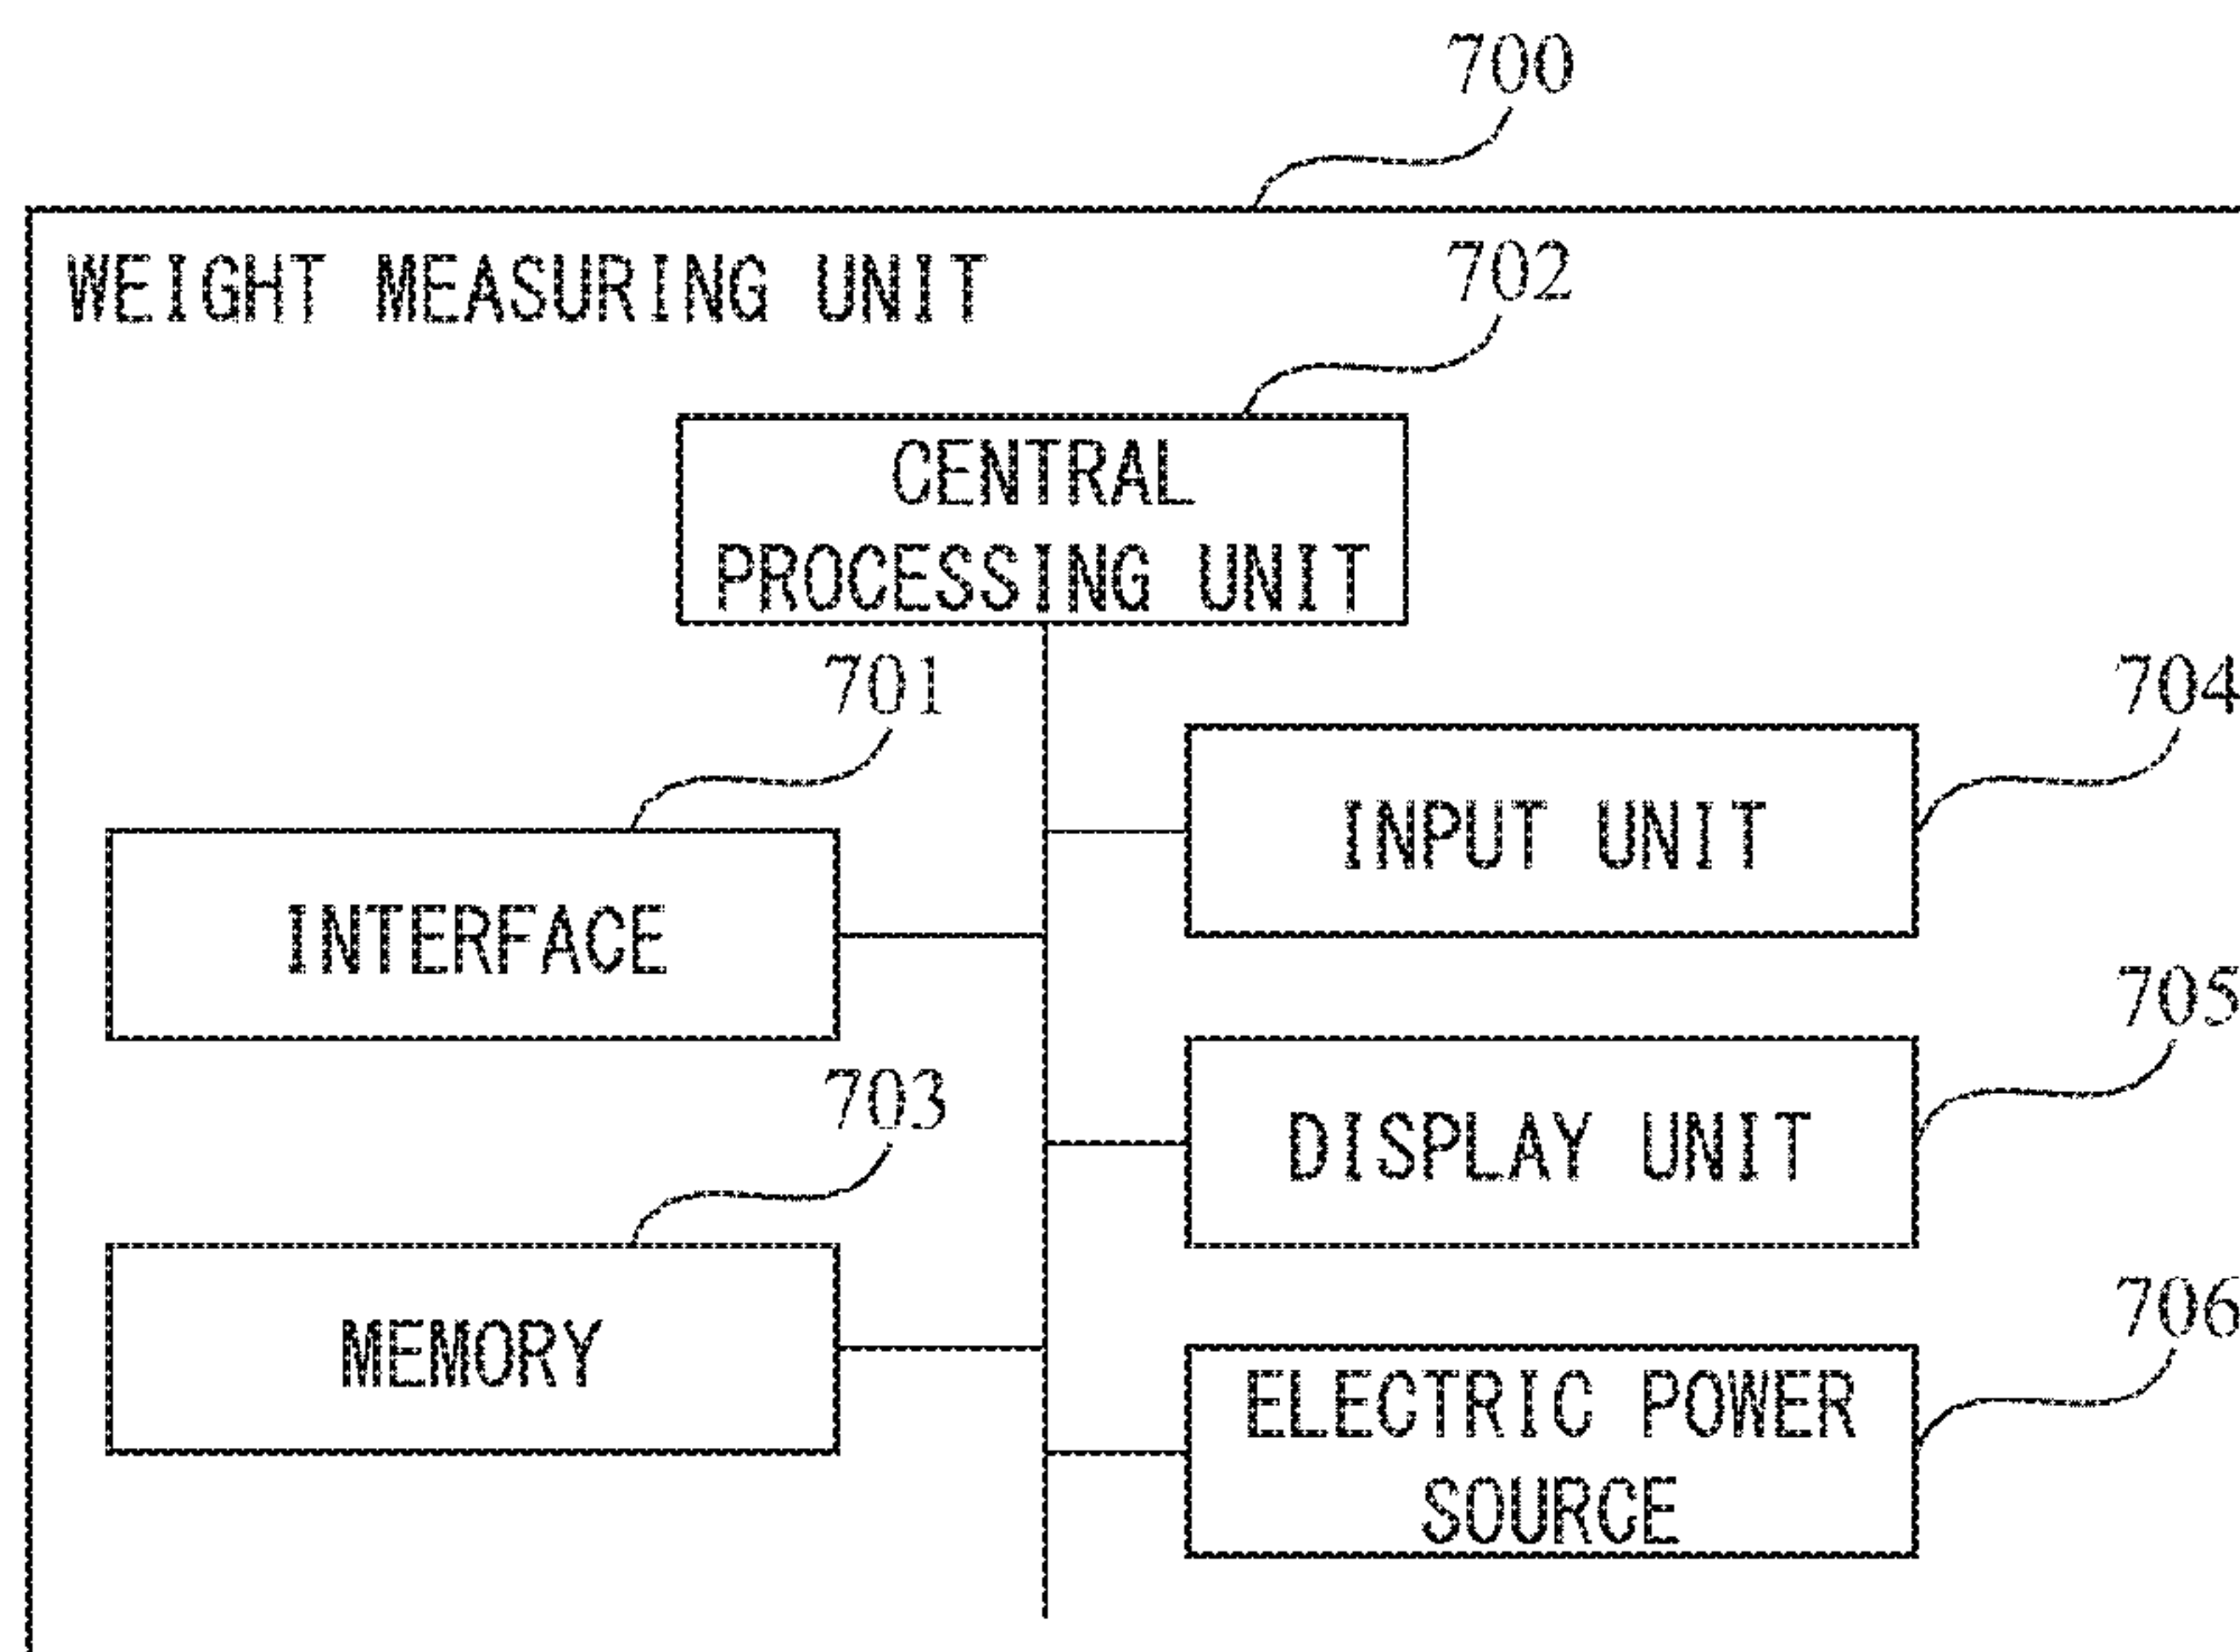 700
WEIGHT MEASURING UNIT
702
CENTRAL
PROCESSING UNIT
701
704
INTERFACE
INPUT UNIT
703
705
MEMORY
DISPLAY UNIT
706
ELECTRIC POWER
SOURCE